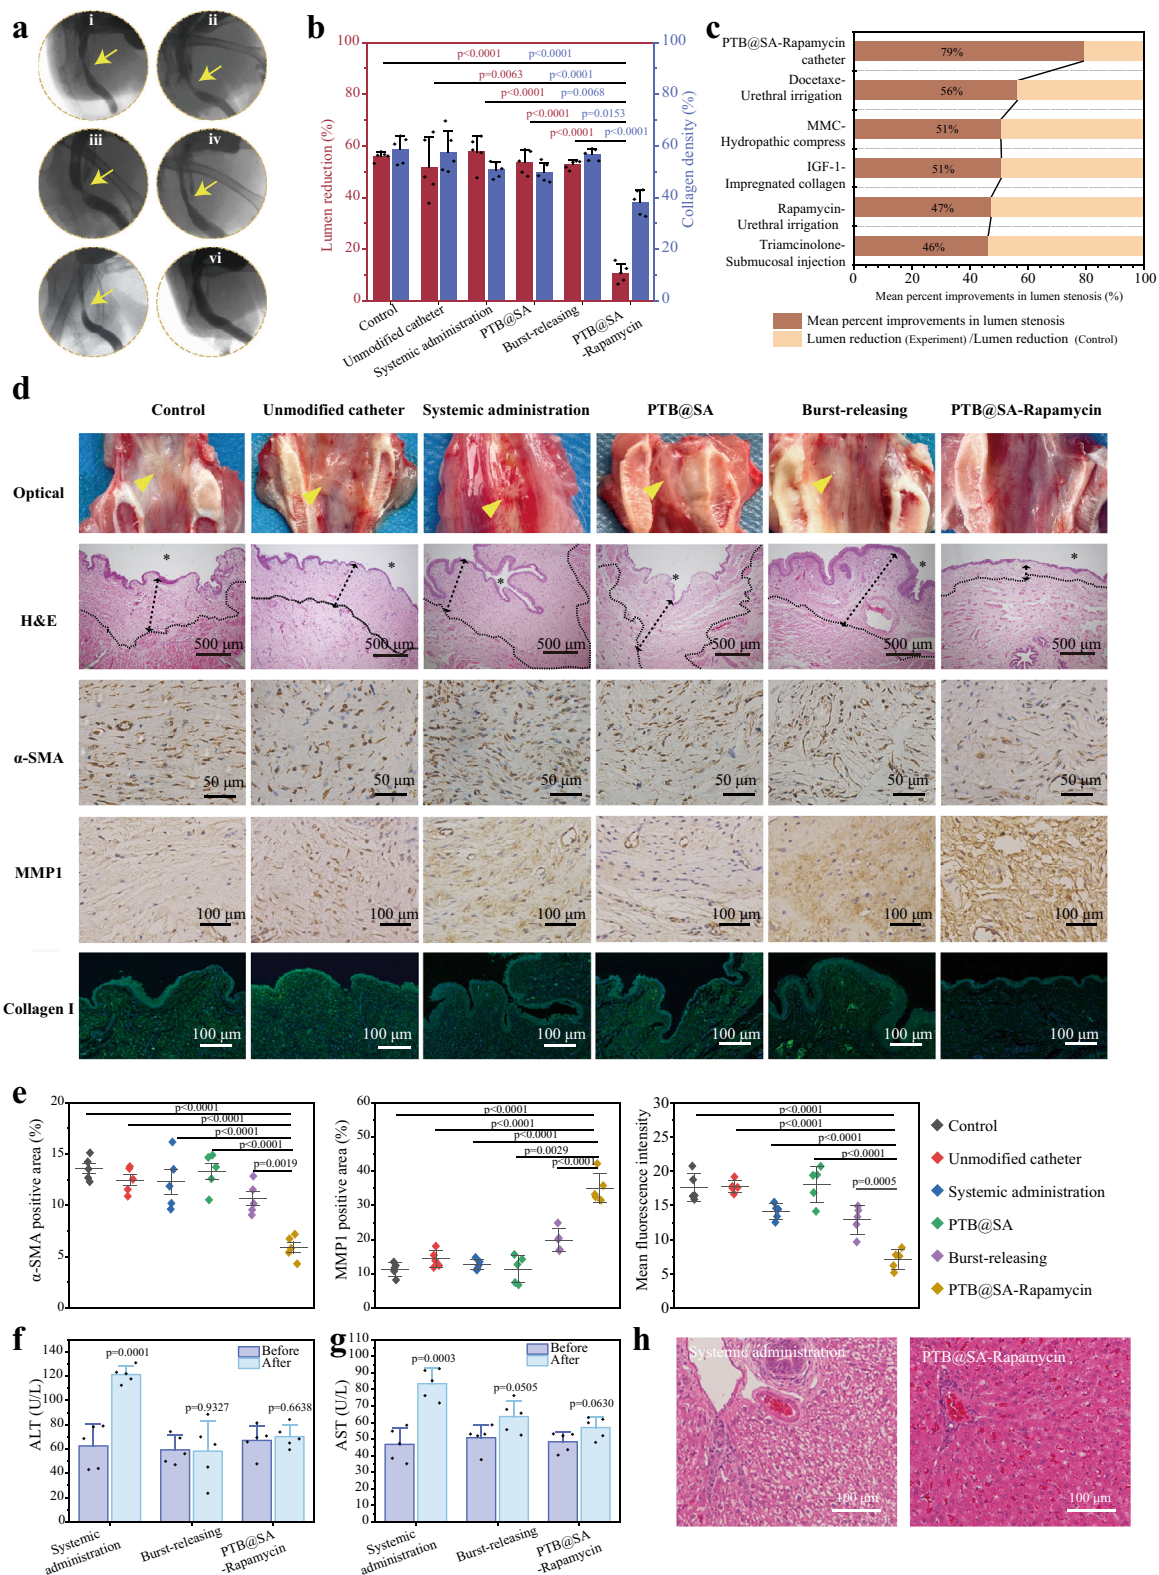 a
i
ii
iii
iv
vi
b
100
80
60
40
20
0
Lumen reduction (%)
p<0.0001 p<0.0001
p=0.0063 p<0.0001
p<0.0001 p=0.0068
p<0.0001 p=0.0153
p<0.0001 p<0.0001
100
80
60
40
20
0
Collagen density (%)
Control
Unmodified catheter
Systemic administration
PTB@SA
Burst-releasing
PTB@SA
-Rapamycin
c
PTB@SA-Rapamycin
catheter
79%
Docetaxe-
Urethral irrigation
56%
MMC-
Hydropathic compress
51%
IGF-1-
Impregnated collagen
51%
Rapamycin-
Urethral irrigation
47%
Triamcinolone-
Submucosal injection
46%
0 20 40 60 80 100
Mean percent improvements in lumen stenosis (%)
Mean percent improvements in lumen stenosis
Lumen reduction (Experiment) /Lumen reduction (Control)
d
Control Unmodified catheter Systemic administration PTB@SA Burst-releasing PTB@SA-Rapamycin
Optical
H&E
* * * * * *
500 μm 500 μm 500 μm 500 μm 500 μm 500 μm
α-SMA
50 μm 50 μm 50 μm 50 μm 50 μm 50 μm
MMP1
100 μm 100 μm 100 μm 100 μm 100 μm 100 μm
Collagen I
100 μm 100 μm 100 μm 100 μm 100 μm 100 μm
e
20
15
10
5
0
α-SMA positive area (%)
p<0.0001
p<0.0001
p<0.0001
p<0.0001
p=0.0019
60
50
40
30
20
10
0
MMP1 positive area (%)
p<0.0001
p<0.0001
p<0.0001
p=0.0029
p<0.0001
30
25
20
15
10
5
0
Mean fluorescence intensity
p<0.0001
p<0.0001
p<0.0001
p<0.0001
p=0.0005
Control
Unmodified catheter
Systemic administration
PTB@SA
Burst-releasing
PTB@SA-Rapamycin
f
140
120
100
80
60
40
20
0
ALT (U/L)
Before
After
p=0.0001
p=0.9327
p=0.6638
Systemic
administration
Burst-releasing
PTB@SA
-Rapamycin
g
110
100
90
80
70
60
50
40
30
20
10
0
AST (U/L)
Before
After
p=0.0003
p=0.0505
p=0.0630
Systemic
administration
Burst-releasing
PTB@SA
-Rapamycin
h
Systemic administration
100 μm
PTB@SA-Rapamycin
100 μm